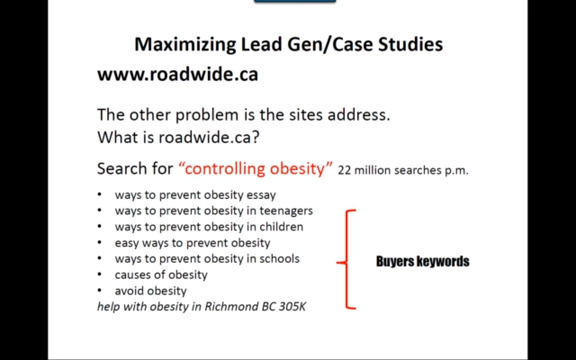 Maximizing Lead Gen/Case Studies
www.roadwide.ca
The other problem is the sites address.
What is roadwide.ca?
Search for “controlling obesity” 22 million searches p.m.
• ways to prevent obesity essay
• ways to prevent obesity in teenagers
• ways to prevent obesity in children
• easy ways to prevent obesity
• ways to prevent obesity in schools
• causes of obesity
• avoid obesity
help with obesity in Richmond BC 305K
Buyers keywords